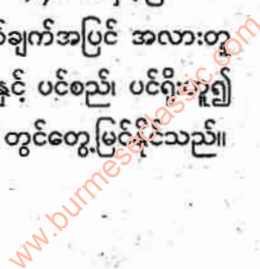 ချက်အပြင် အလားတူ
နှင့် ပင်စည်၊ ပင်ရိုးတူ၍
တွင်တွေ့မြင်နိုင်သည်။
www.burmeseclassic.com